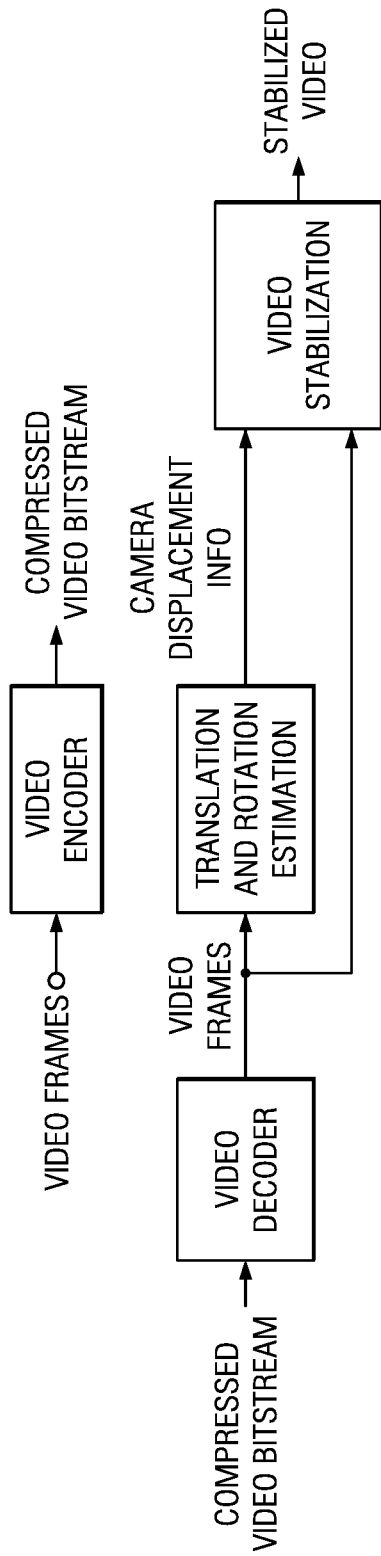 VIDEO FRAMES
VIDEO
ENCODER
COMPRESSED
VIDEO BITSTREAM
COMPRESSED
VIDEO BITSTREAM
VIDEO
DECODER
VIDEO
FRAMES
TRANSLATION
AND ROTATION
ESTIMATION
CAMERA
DISPLACEMENT
INFO
VIDEO
STABILIZATION
STABILIZED
VIDEO